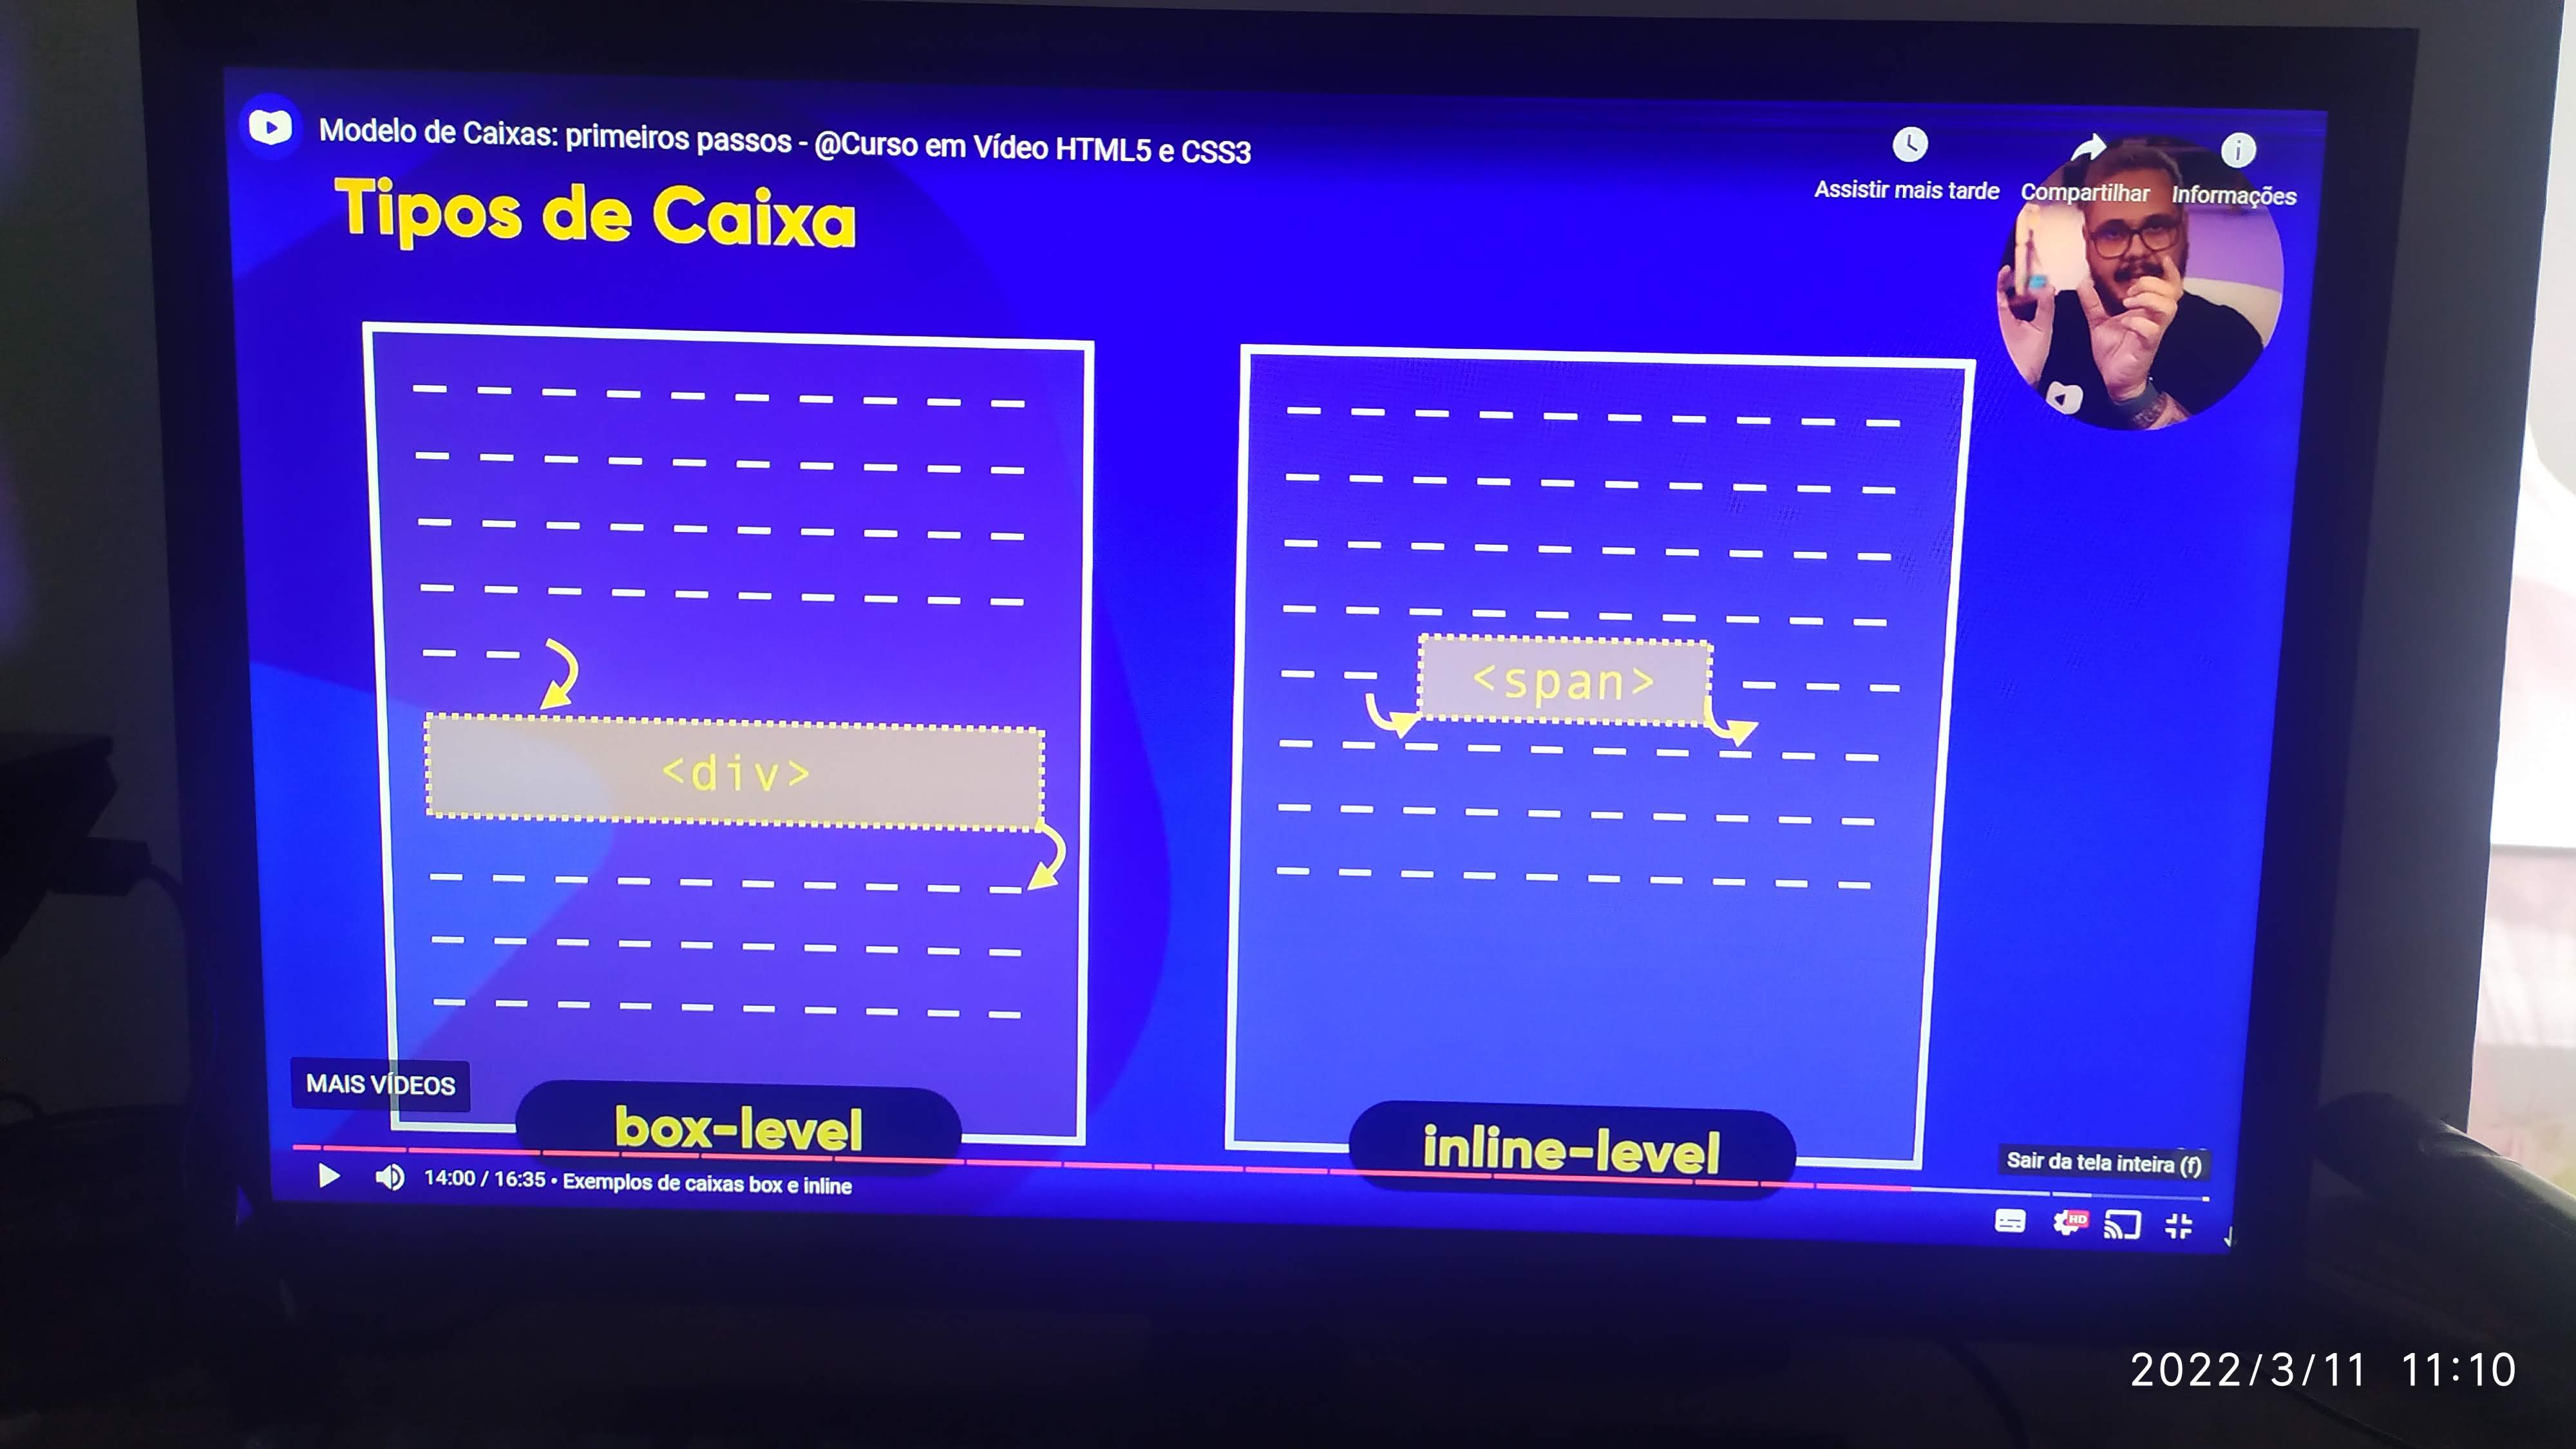 Modelo de Caixas: primeiros passos - @Curso em Vídeo HTML5 e CSS3
Assistir mais tarde
Compartilhar
Informações
Tipos de Caixa
<div>
<span>
MAIS VÍDEOS
box-level
inline-level
Sair da tela inteira (f)
14:00 / 16:35 • Exemplos de caixas box e inline
HD
2022/3/11 11:10